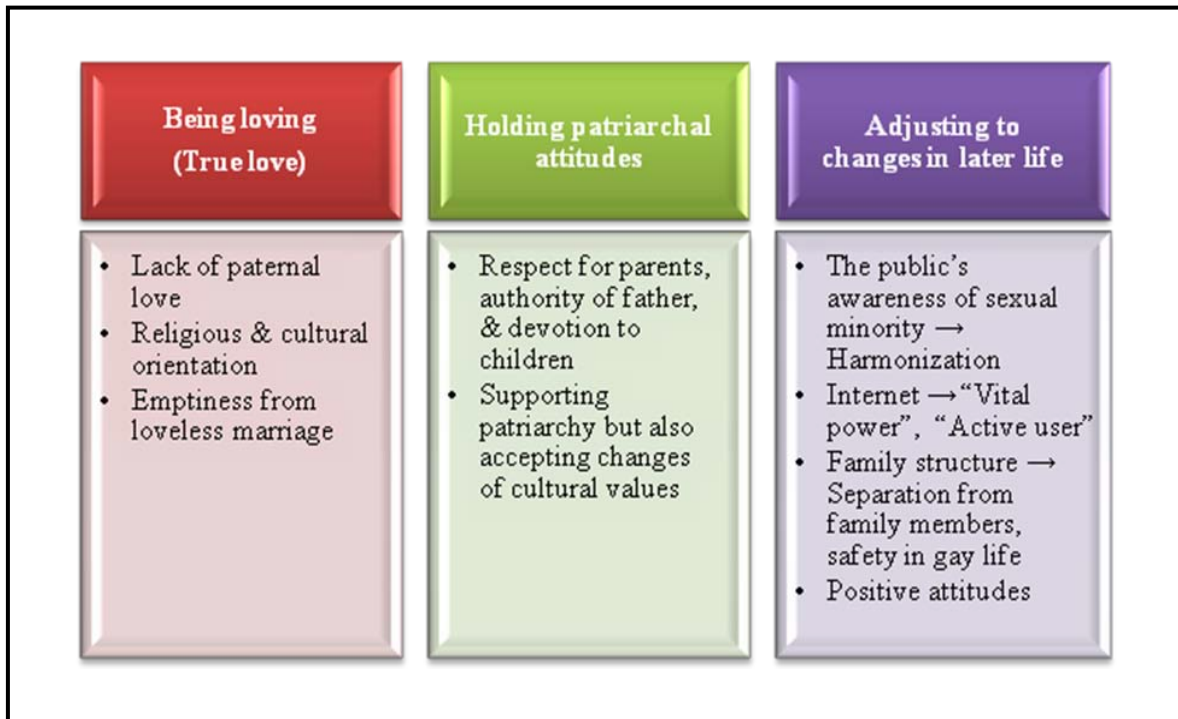 Being loving
(True love)
• Lack of paternal
love
• Religious & cultural
orientation
• Emptiness from
loveless marriage
Holding patriarchal
attitudes
• Respect for parents,
authority of father,
& devotion to
children
• Supporting
patriarchy but also
accepting changes
of cultural values
Adjusting to
changes in later life
• The public’s
awareness of sexual
minority →
Harmonization
• Internet →“Vital
power”, “Active user”
• Family structure →
Separation from
family members,
safety in gay life
• Positive attitudes